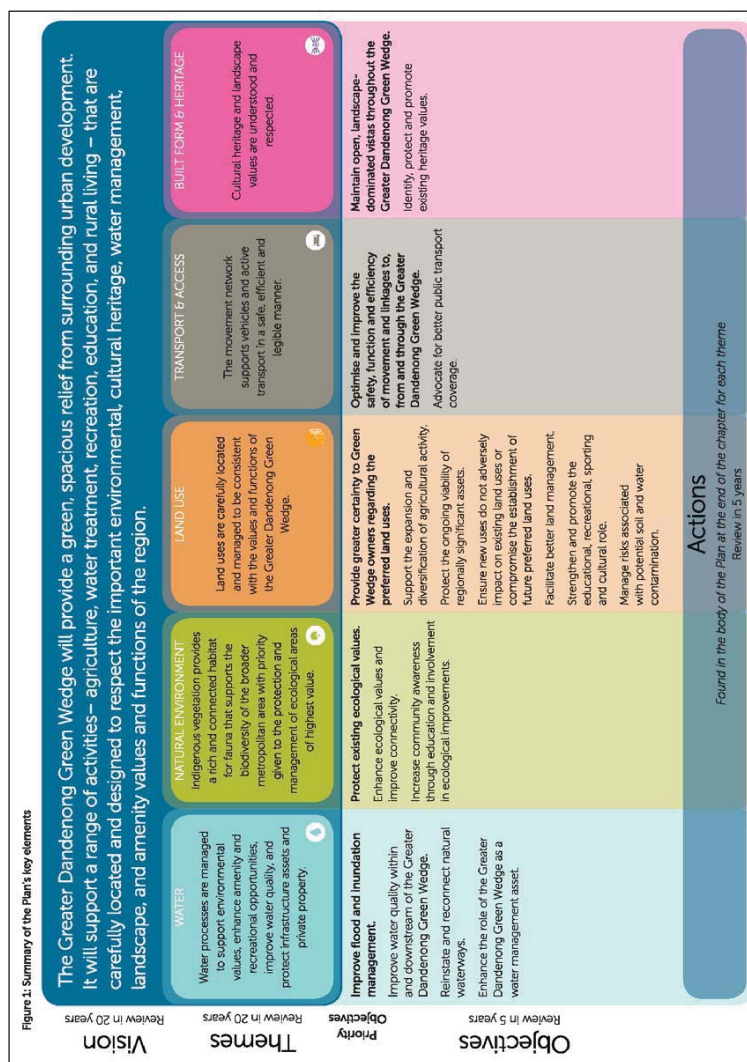 Figure 1: Summary of the Plan's key elements
Vision
Review in 20 years
The Greater Dandenong Green Wedge will provide a green, spacious relief from surrounding urban development.
It will support a range of activities– agriculture, water treatment, recreation, education, and rural living – that are
carefully located and designed to respect the important environmental, cultural heritage, water management,
landscape, and amenity values and functions of the region.
Themes
Review in 20 years
WATER
Water processes are managed
to support environmental
values, enhance amenity and
recreational opportunities,
improve water quality, and
protect infrastructure assets and
private property.
NATURAL ENVIRONMENT
Indigenous vegetation provides
a rich and connected habitat
for fauna that supports the
biodiversity of the broader
metropolitan area with priority
given to the protection and
management of ecological areas
of highest value.
LAND USE
Land uses are carefully located
and managed to be consistent
with the values and functions of
the Greater Dandenong Green
Wedge.
TRANSPORT & ACCESS
The movement network
supports vehicles and active
transport in a safe, efficient and
legible manner.
BUILT FORM & HERITAGE
Cultural heritage and landscape
values are understood and
respected.
Priority
Objectives
Objectives
Review in 5 years
Improve flood and inundation
management.
Improve water quality within
and downstream of the Greater
Dandenong Green Wedge.
Reinstate and reconnect natural
waterways.
Enhance the role of the Greater
Dandenong Green Wedge as a
water management asset.
Protect existing ecological values.
Enhance ecological values and
improve connectivity.
Increase community awareness
through education and involvement
in ecological improvements.
Provide greater certainty to Green
Wedge owners regarding the
preferred land uses.
Support the expansion and
diversification of agricultural activity.
Protect the ongoing viability of
regionally significant assets.
Ensure new uses do not adversely
impact on existing land uses or
compromise the establishment of
future preferred land uses.
Facilitate better land management.
Strengthen and promote the
educational, recreational, sporting
and cultural role.
Manage risks associated
with potential soil and water
contamination.
Optimise and improve the
safety, function and efficiency
of movement and linkages to,
from and through the Greater
Dandenong Green Wedge.
Advocate for better public transport
coverage.
Maintain open, landscape-
dominated vistas throughout the
Greater Dandenong Green Wedge.
Identify, protect and promote
existing heritage values.
Actions
Found in the body of the Plan at the end of the chapter for each theme
Review in 5 years